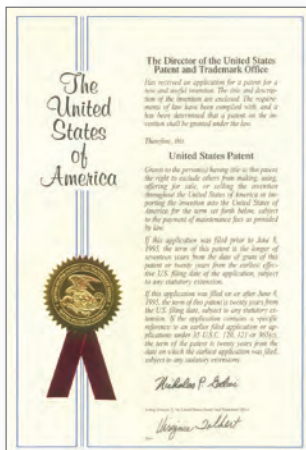 The
United
States
of
America
The Director of the United States
Patent and Trademark Office
Has received an application for a patent for a
new and useful invention. The title and descrip-
tion of the invention are enclosed. The require-
ments of law have been complied with, and it
has been determined that a patent on the in-
vention shall be granted under the law.
Therefore, this
United States Patent
Grants to the person(s) having title to this patent
the right to exclude others from making, using,
offering for sale, or selling the invention
throughout the United States of America or im-
porting the invention into the United States of
America for the term set forth below, subject
to the payment of maintenance fees as provided
by law.
If this application was filed prior to June 8,
1995, the term of this patent is the longer of
seventeen years from the date of grant of this
patent or twenty years from the earliest effec-
tive U.S. filing date of the application, subject
to any statutory extension.
If this application was filed on or after June 8,
1995, the term of this patent is twenty years from
the U.S. filing date, subject to any statutory ex-
tension. If the application contains a specific
reference to an earlier filed application or ap-
plications under 35 U.S.C. 120, 121 or 365(c),
the term of the patent is twenty years from the
date on which the earliest application was filed,
subject to any statutory extensions.
Nicholas P.